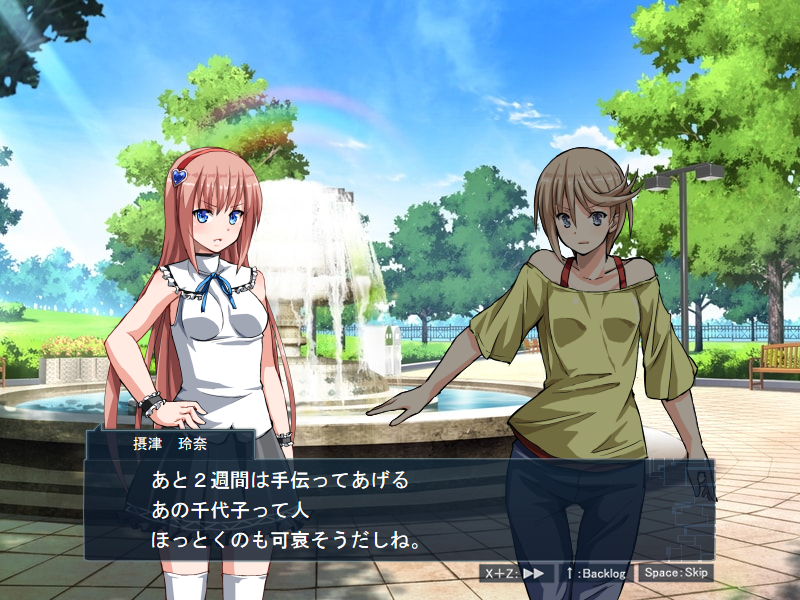 摂津　玲奈
あと２週間は手伝ってあげる
あの千代子って人
ほっとくのも可哀そうだしね。
X+Z:▶▶
↑:Backlog
Space:Skip